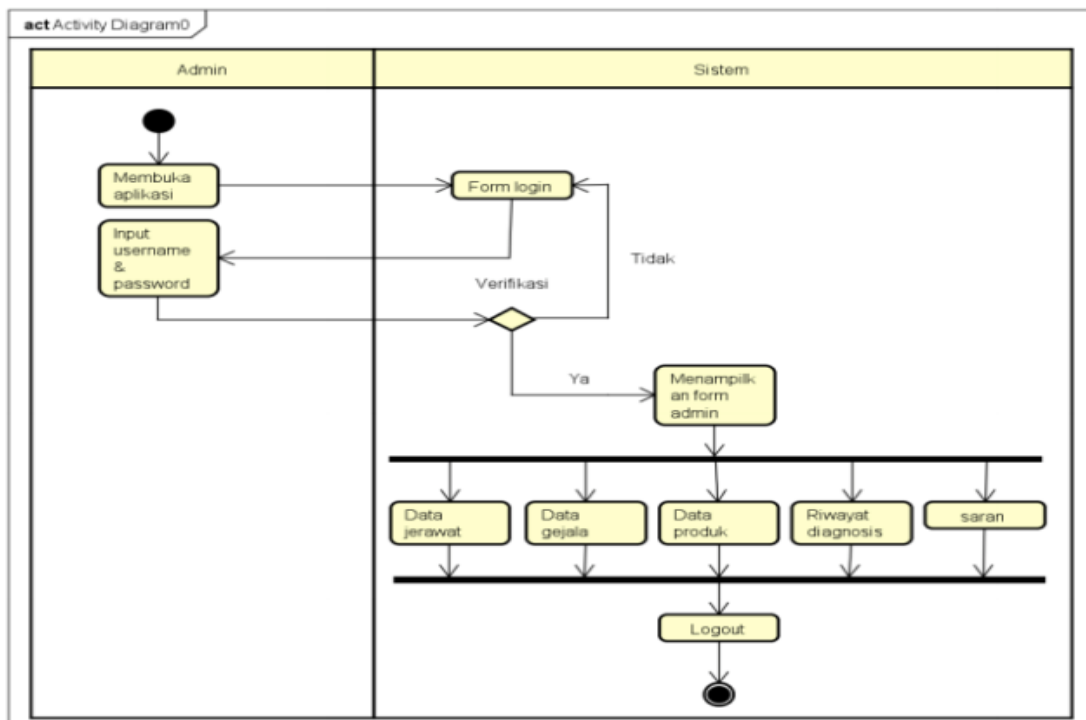 act Activity Diagram0
Admin
Sistem
Membuka
aplikasi
Form login
Input
username
&
password
Tidak
Verifikasi
Ya
Menampilk
an form
admin
Data
jerawat
Data
gejala
Data
produk
Riwayat
diagnosis
saran
Logout